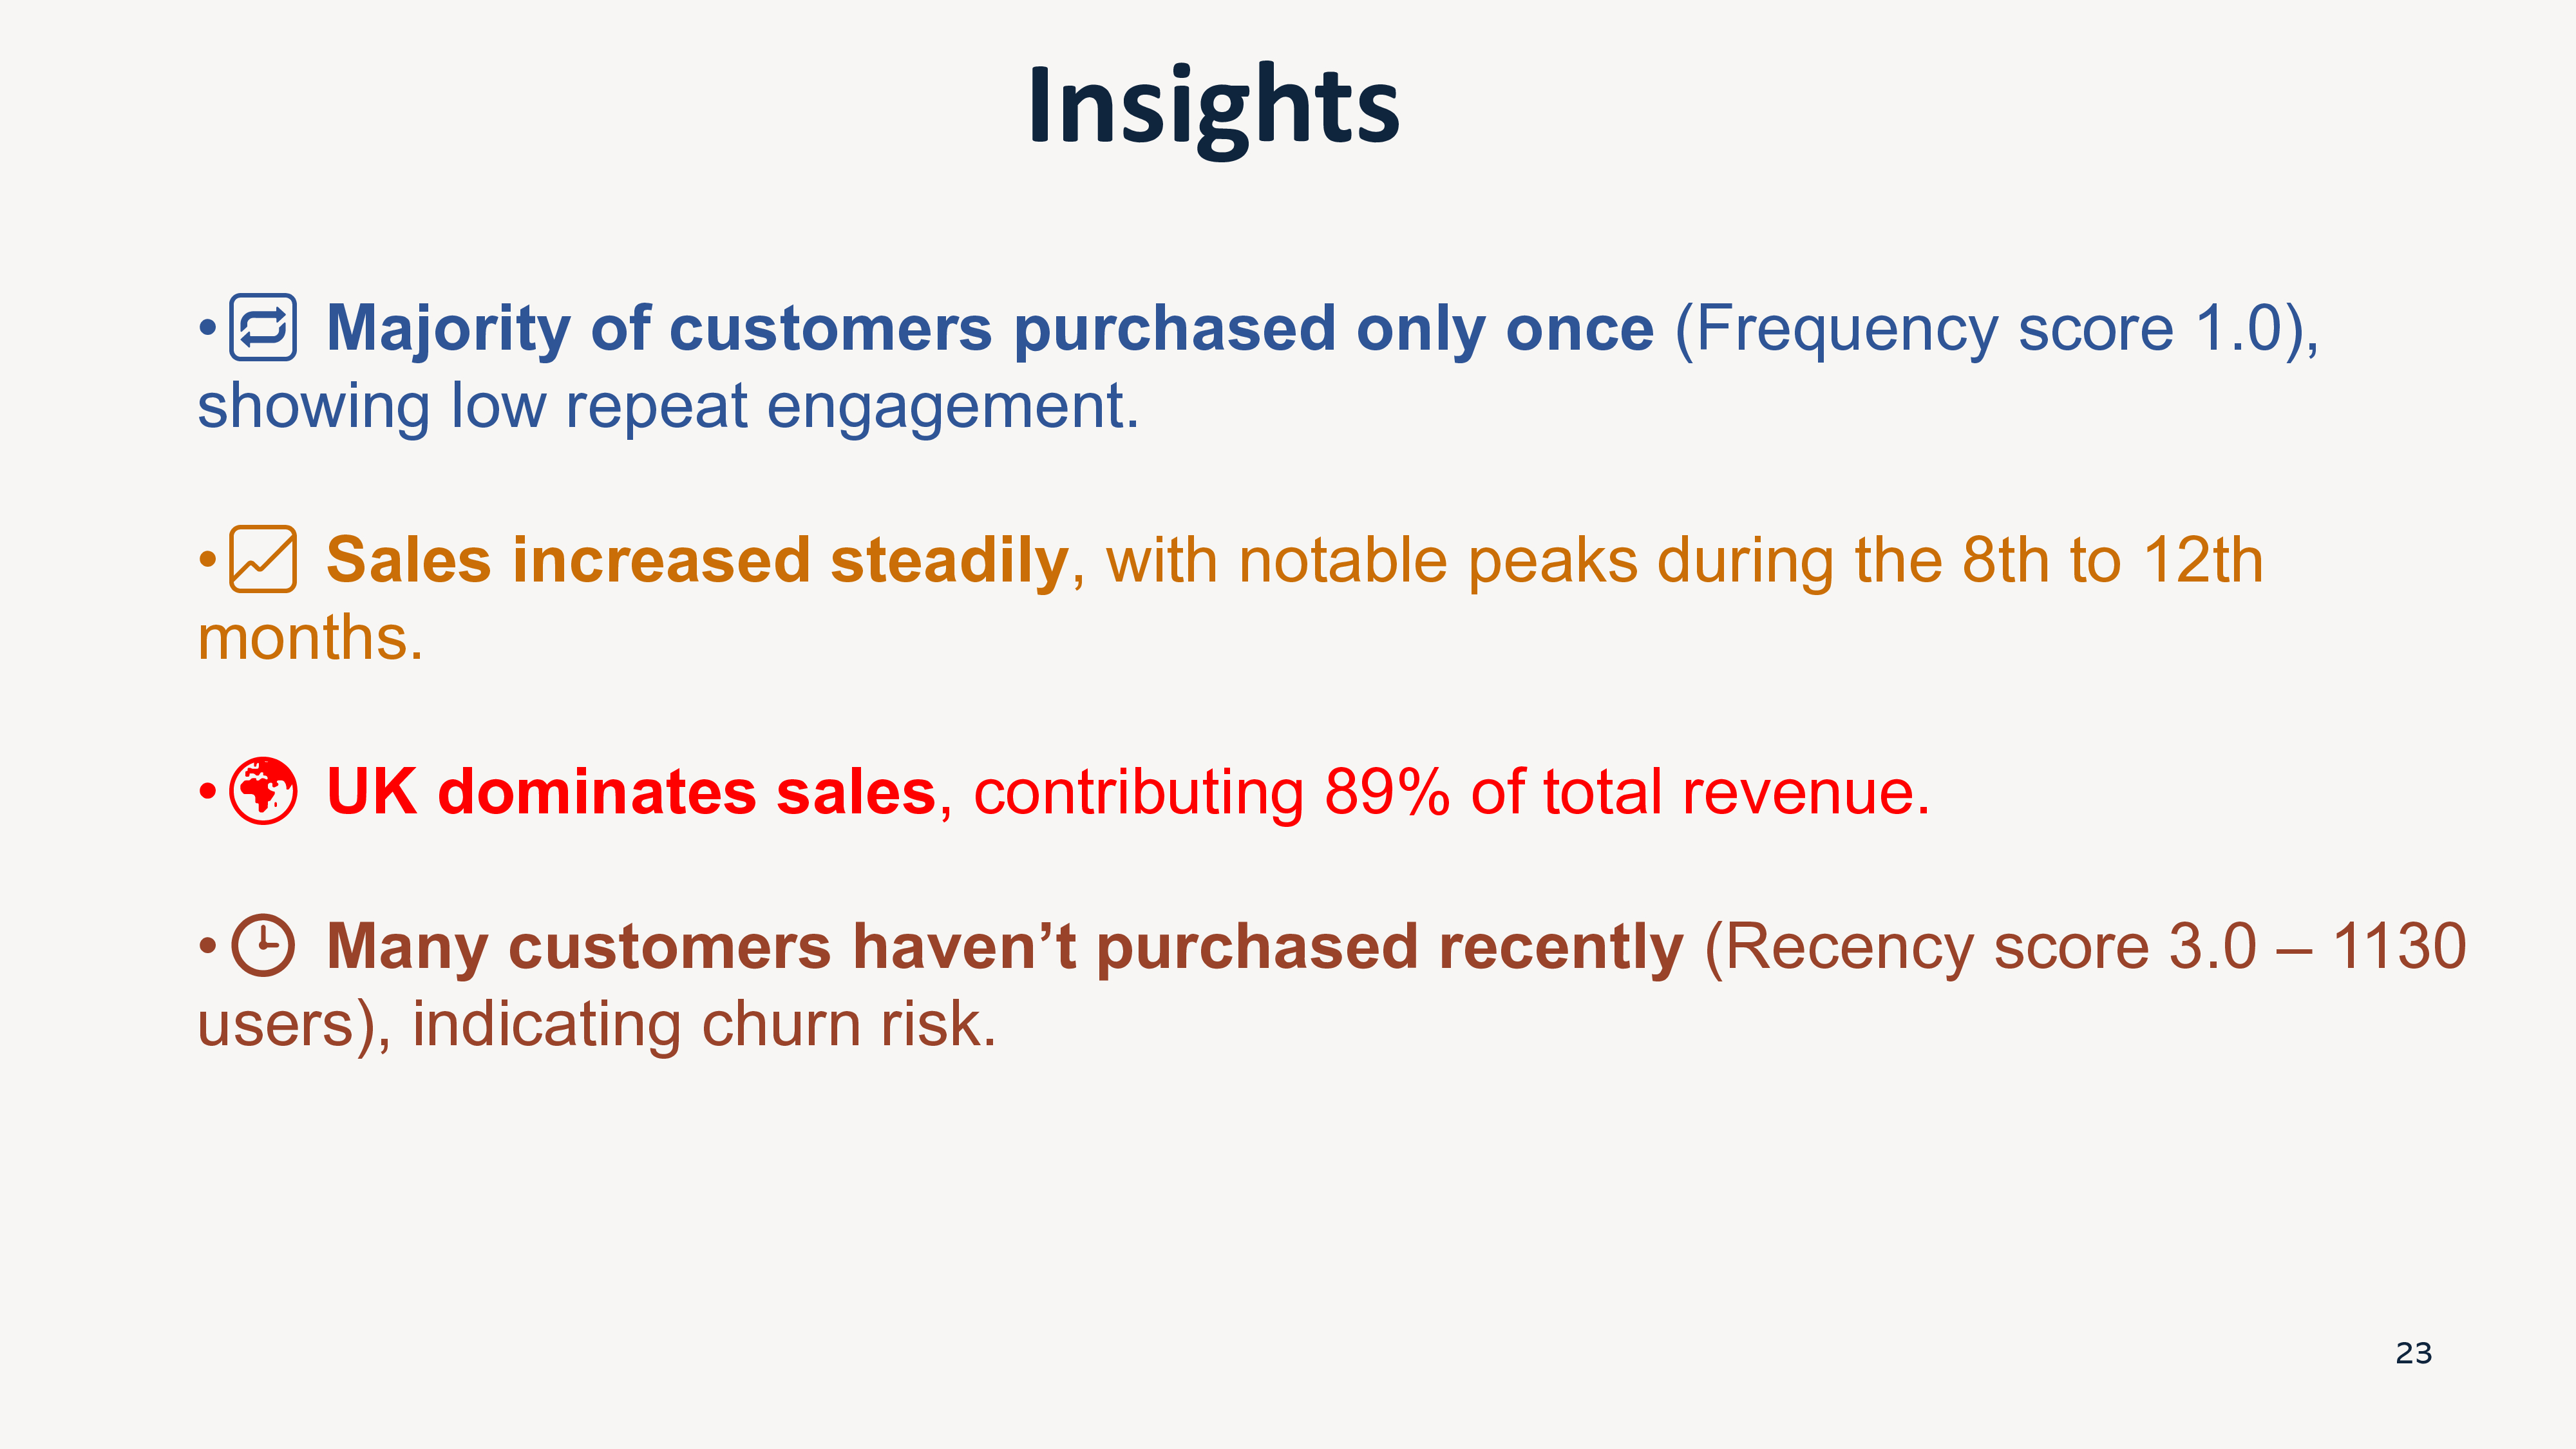 Insights
•🔁 Majority of customers purchased only once (Frequency score 1.0),
showing low repeat engagement.
•📈 Sales increased steadily, with notable peaks during the 8th to 12th
months.
•🌍 UK dominates sales, contributing 89% of total revenue.
•🕒 Many customers haven’t purchased recently (Recency score 3.0 – 1130
users), indicating churn risk.
23